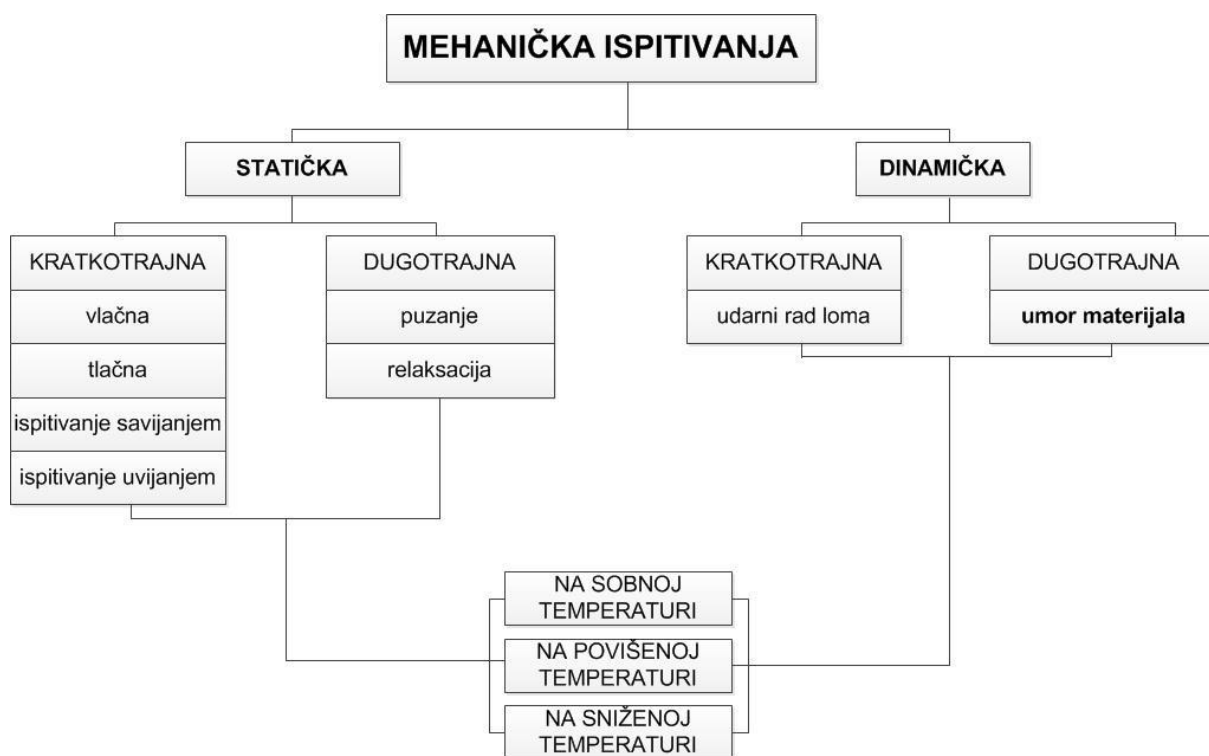 MEHANIČKA ISPITIVANJA
STATIČKA
DINAMIČKA
KRATKOTRAJNA
vlačna
tlačna
ispitivanje savijanjem
ispitivanje uvijanjem
DUGOTRAJNA
puzanje
relaksacija
KRATKOTRAJNA
udarni rad loma
DUGOTRAJNA
umor materijala
NA SOBNOJ
TEMPERATURI
NA POVIŠENOJ
TEMPERATURI
NA SNIŽENOJ
TEMPERATURI